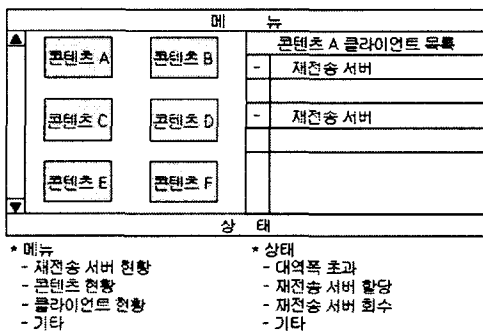 메 뉴
콘텐츠 A 콘텐츠 B
콘텐츠 C 콘텐츠 D
콘텐츠 E 콘텐츠 F
콘텐츠 A 클라이언트 목록
- 재전송 서버
- 재전송 서버
상 태
* 메뉴
- 재전송 서버 현황
- 콘텐츠 현황
- 클라이언트 현황
- 기타
* 상태
- 대역폭 초과
- 재전송 서버 할당
- 재전송 서버 회수
- 기타